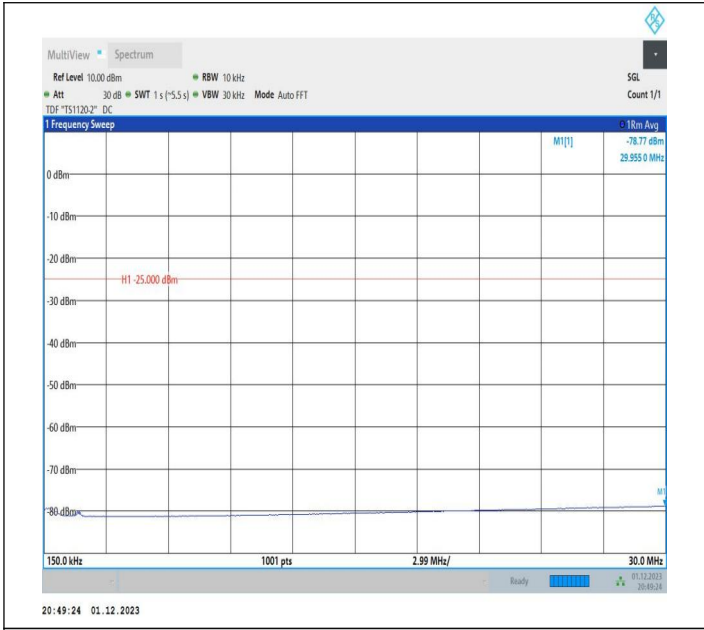 R S
MultiView Spectrum
Ref Level 10.00 dBm RBW 10 kHz SGL
Att 30 dB SWT 1 s (~5.5 s) VBW 30 kHz Mode Auto FFT Count 1/1
TDF "TS1120-2" DC
1 Frequency Sweep 1Rm Avg
M1[1] -78.77 dBm
29.955 0 MHz
0 dBm
-10 dBm
-20 dBm
H1 -25.000 dBm
-30 dBm
-40 dBm
-50 dBm
-60 dBm
-70 dBm
M1
-80 dBm
150.0 kHz 1001 pts 2.99 MHz/ 30.0 MHz
Ready 01.12.2023
20:49:24
20:49:24 01.12.2023